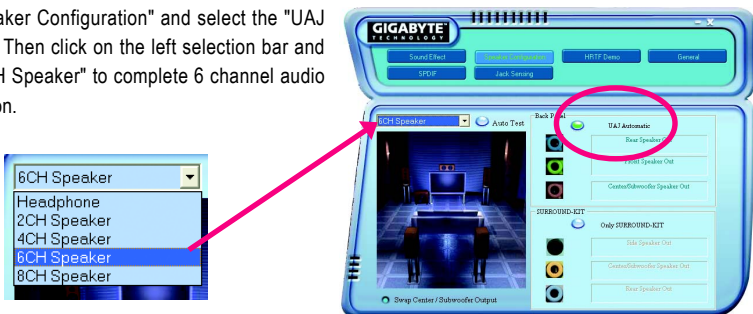 aker Configuration" and select the "UAJ
Then click on the left selection bar and
H Speaker" to complete 6 channel audio
on.
6CH Speaker
Headphone
2CH Speaker
4CH Speaker
6CH Speaker
8CH Speaker
GIGABYTE
TECHNOLOGY
Sound Effect
Speaker Configuration
HRTF Demo
General
SPDIF
Jack Sensing
6CH Speaker
Auto Test
Back Panel
UAJ Automatic
Rear Speaker Out
Front Speaker Out
Center/Subwoofer Speaker Out
SURROUND-KIT
Only SURROUND-KIT
Side Speaker Out
Center/Subwoofer Speaker Out
Rear Speaker Out
Swap Center / Subwoofer Output